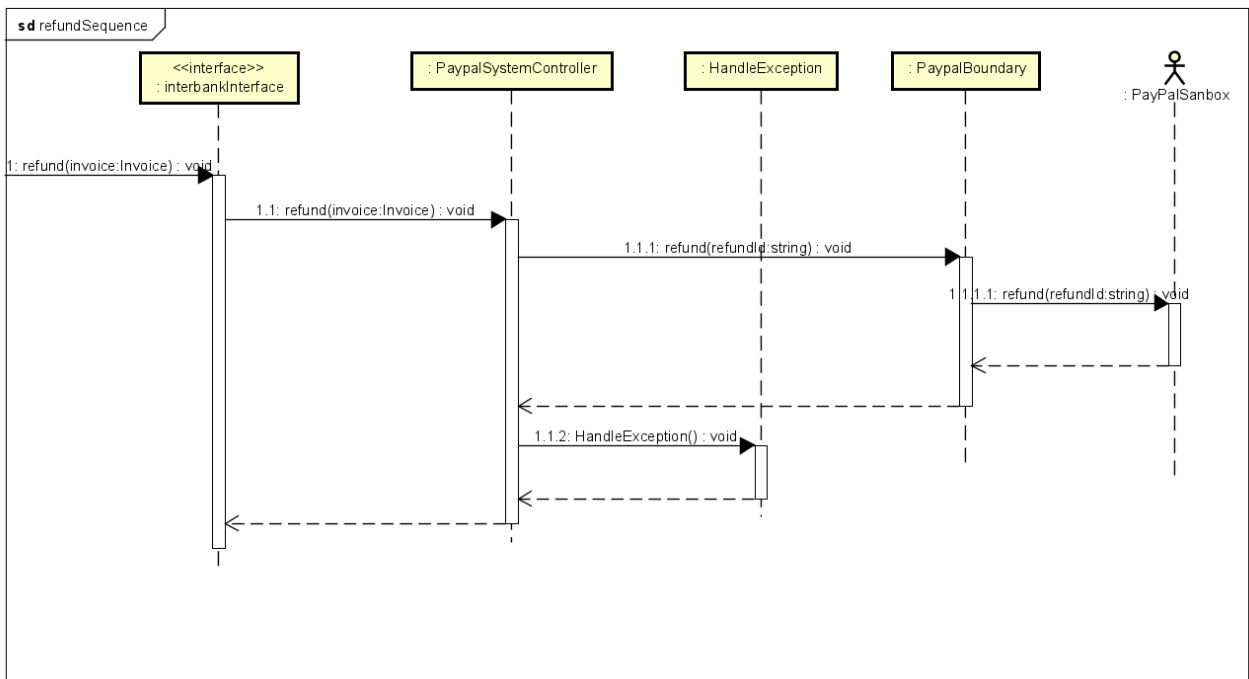 sd refundSequence
<<interface>>
: interbankInterface
: PaypalSystemController
: HandleException
: PaypalBoundary
: PayPalSanbox
1: refund(invoice:Invoice) : void
1.1: refund(invoice:Invoice) : void
1.1.1: refund(refundId:string) : void
1.1.1.1: refund(refundId:string) : void
1.1.2: HandleException() : void